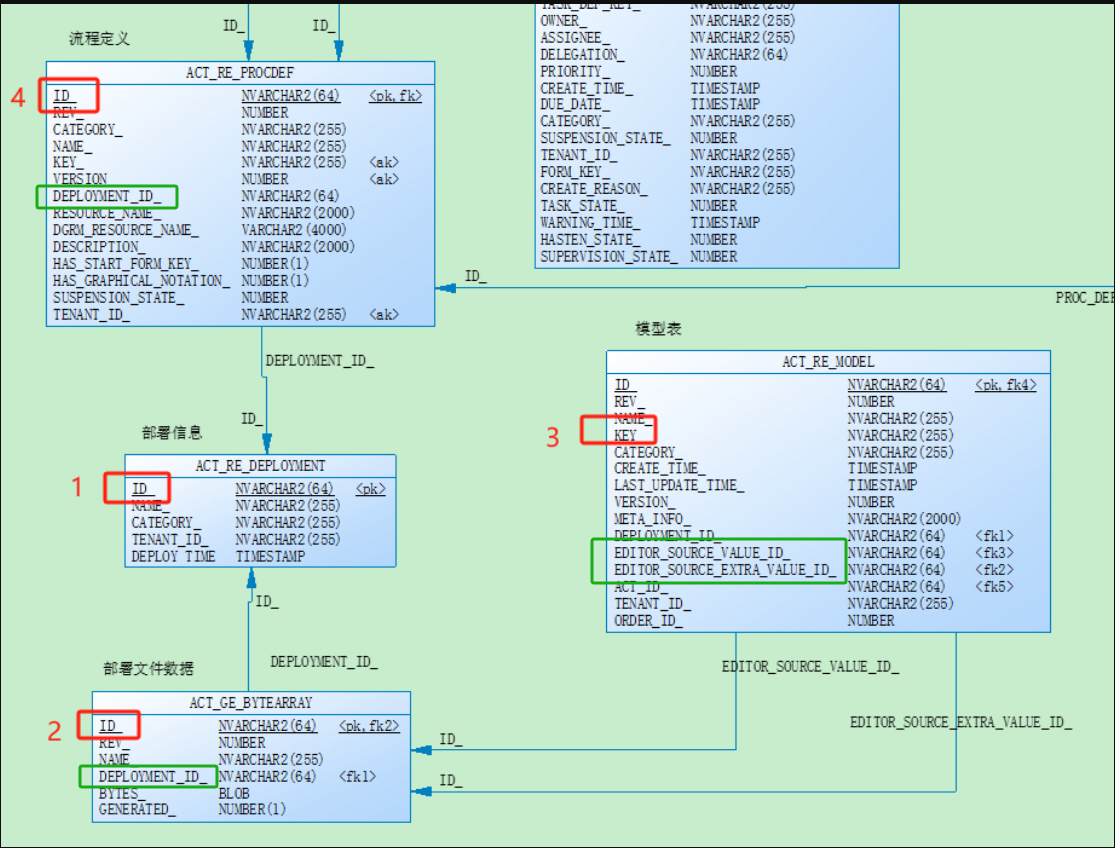 ID_
ID_
流程定义
ACT_RE_PROCDEF
4
ID_ NVARCHAR2(64) <pk,fk>
REV_ NUMBER
CATEGORY_ NVARCHAR2(255)
NAME_ NVARCHAR2(255)
KEY_ NVARCHAR2(255) <ak>
VERSION_ NUMBER <ak>
DEPLOYMENT_ID_ NVARCHAR2(64)
RESOURCE_NAME_ NVARCHAR2(2000)
DGRM_RESOURCE_NAME_ VARCHAR2(4000)
DESCRIPTION_ NVARCHAR2(2000)
HAS_START_FORM_KEY_ NUMBER(1)
HAS_GRAPHICAL_NOTATION_ NUMBER(1)
SUSPENSION_STATE_ NUMBER
TENANT_ID_ NVARCHAR2(255) <ak>
TASK_DEF_KEY_ NVARCHAR2(255)
OWNER_ NVARCHAR2(255)
ASSIGNEE_ NVARCHAR2(255)
DELEGATION_ NVARCHAR2(64)
PRIORITY_ NUMBER
CREATE_TIME_ TIMESTAMP
DUE_DATE_ TIMESTAMP
CATEGORY_ NVARCHAR2(255)
SUSPENSION_STATE_ NUMBER
TENANT_ID_ NVARCHAR2(255)
FORM_KEY_ NVARCHAR2(255)
CREATE_REASON_ NVARCHAR2(255)
TASK_STATE_ NUMBER
WARNING_TIME_ TIMESTAMP
HASTEN_STATE_ NUMBER
SUPERVISION_STATE_ NUMBER
ID_
PROC_DEF
DEPLOYMENT_ID_
ID_
部署信息
ACT_RE_DEPLOYMENT
1
ID_ NVARCHAR2(64) <pk>
NAME_ NVARCHAR2(255)
CATEGORY_ NVARCHAR2(255)
TENANT_ID_ NVARCHAR2(255)
DEPLOY_TIME TIMESTAMP
模型表
ACT_RE_MODEL
3
ID_ NVARCHAR2(64) <pk,fk4>
REV_ NUMBER
NAME_ NVARCHAR2(255)
KEY_ NVARCHAR2(255)
CATEGORY_ NVARCHAR2(255)
CREATE_TIME_ TIMESTAMP
LAST_UPDATE_TIME_ TIMESTAMP
VERSION_ NUMBER
META_INFO_ NVARCHAR2(2000)
DEPLOYMENT_ID_ NVARCHAR2(64) <fk1>
EDITOR_SOURCE_VALUE_ID_ NVARCHAR2(64) <fk3>
EDITOR_SOURCE_EXTRA_VALUE_ID_ NVARCHAR2(64) <fk2>
ACT_ID_ NVARCHAR2(64) <fk5>
TENANT_ID_ NVARCHAR2(255)
ORDER_ID_ NUMBER
ID_
DEPLOYMENT_ID_
部署文件数据
ACT_GE_BYTEARRAY
2
ID_ NVARCHAR2(64) <pk,fk2>
REV_ NUMBER
NAME_ NVARCHAR2(255)
DEPLOYMENT_ID_ NVARCHAR2(64) <fk1>
BYTES_ BLOB
GENERATED_ NUMBER(1)
EDITOR_SOURCE_VALUE_ID_
EDITOR_SOURCE_EXTRA_VALUE_ID_
ID_
ID_